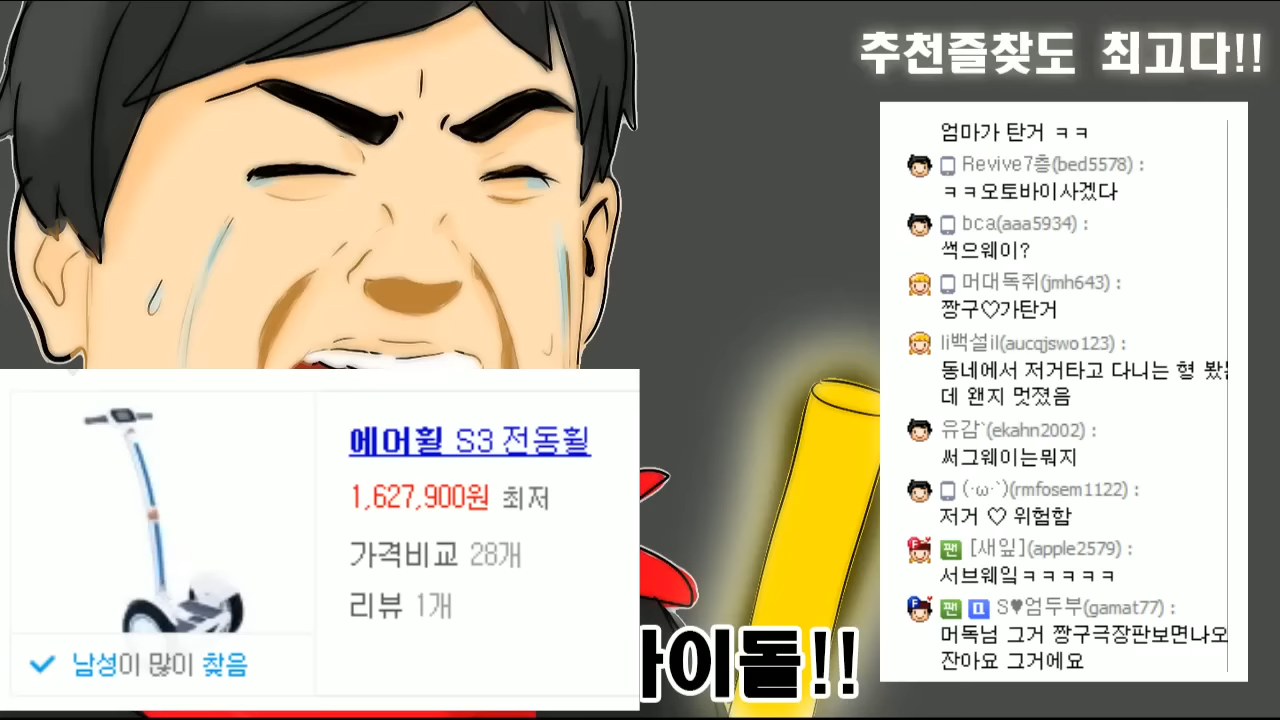 추천즐찾도 최고다!!
엄마가 탄거 ㅋㅋ
Revive7층(bed5578) :
ㅋㅋ오토바이사겠다
bca(aaa5934) :
썩으웨이?
머대독쥐(jmh643) :
짱구♡가탄거
li백설il(aucqjswo123) :
동네에서 저거타고 다니는 형 봤는
데 왠지 멋졌음
유감`(ekahn2002) :
써그웨이는뭐지
(·ω·`)(rmfosem1122) :
저거 ♡ 위험함
팬 [새잎](apple2579) :
서브웨잌ㅋㅋㅋㅋㅋ
팬 S♥엄두부(gamat77) :
머독님 그거 짱구극장판보면나오
잔아요 그거에요
에어휠 S3 전동휠
1,627,900원 최저
가격비교 28개
리뷰 1개
남성이 많이 찾음
아이돌!!